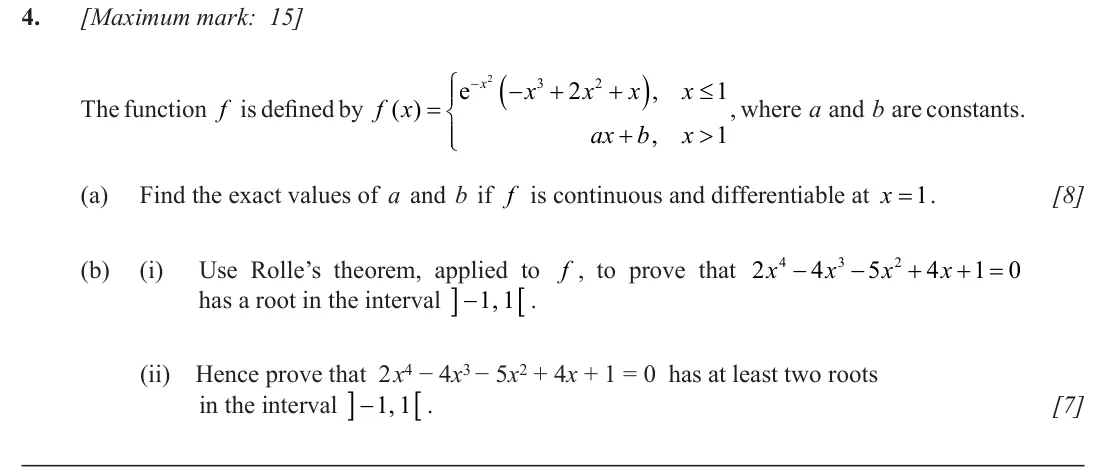 4. [Maximum mark: 15]
The function f is defined by f(x) = { e^{-x^2} (-x^3 + 2x^2 + x), x ≤ 1
ax + b, x > 1 , where a and b are constants.
(a) Find the exact values of a and b if f is continuous and differentiable at x = 1. [8]
(b) (i) Use Rolle's theorem, applied to f, to prove that 2x^4 − 4x^3 − 5x^2 + 4x + 1 = 0
has a root in the interval ]−1, 1[.
(ii) Hence prove that 2x^4 − 4x^3 − 5x^2 + 4x + 1 = 0 has at least two roots
in the interval ]−1, 1[. [7]